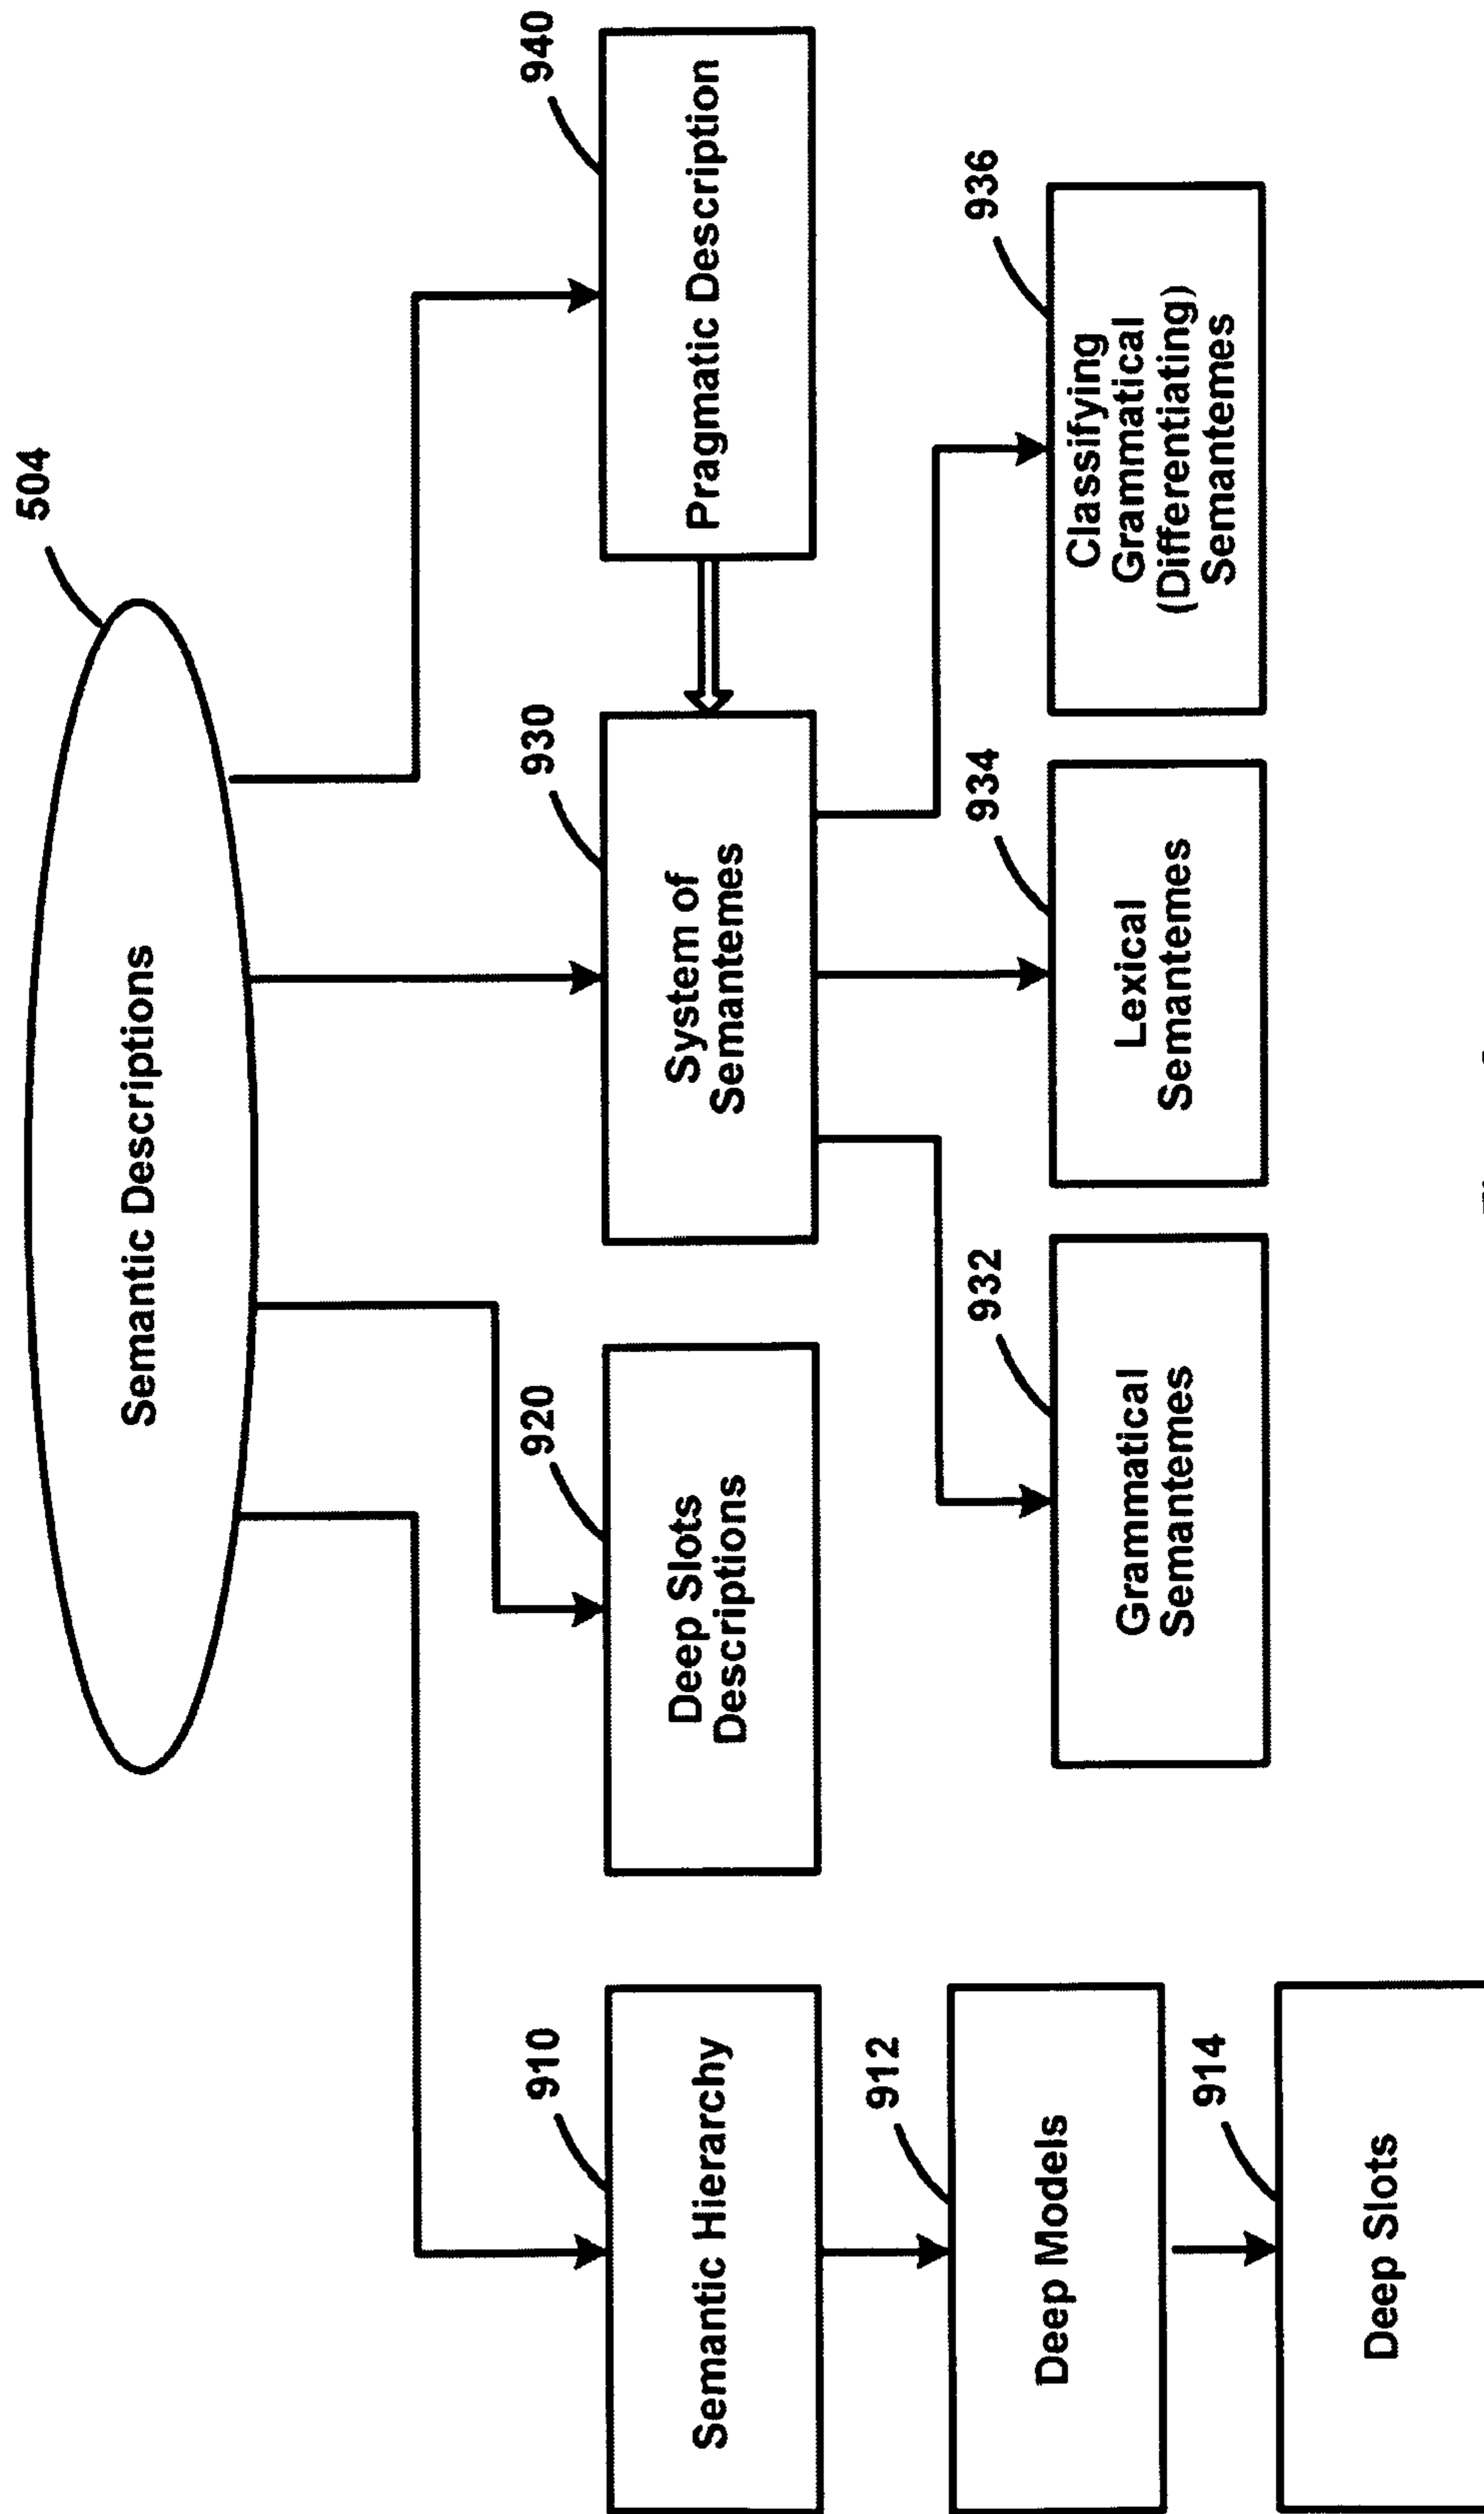 504
Semantic Descriptions
910
920
930
940
Semantic Hierarchy
Deep Slots
Descriptions
System of
Semantemes
Pragmatic Description
912
932
934
936
Deep Models
Grammatical
Semantemes
Lexical
Semantemes
Classifying
Grammatical
(Differentiating)
Semantemes
914
Deep Slots